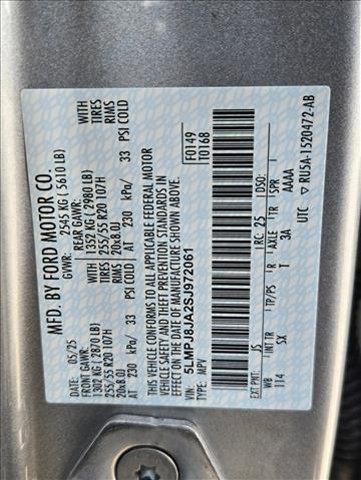 MFD. BY FORD MOTOR CO.
DATE: 05/25 GVWR: 2545 KG (5610 LB)
FRONT GAWR: REAR GAWR:
1302 KG (2870 LB) 1352 KG (2980 LB) WITH
255/55 R20 107H 255/55 R20 107H TIRES
20x8.0J 20x8.0J RIMS
AT 230 kPa/ 33 PSI COLD AT 230 kPa/ 33 PSI COLD
WITH
TIRES
RIMS
THIS VEHICLE CONFORMS TO ALL APPLICABLE FEDERAL MOTOR
VEHICLE SAFETY AND THEFT PREVENTION STANDARDS IN
EFFECT ON THE DATE OF MANUFACTURE SHOWN ABOVE.
VIN: 5LMPJ8JA2SJ972061
TYPE: MPV
F0149
T0168
EXT PNT: JS RC: 25 DSO:
WB TP/PS R AXLE TR SPR
114 SX T 3A AAAA
UTC RU5A-1520472-AB